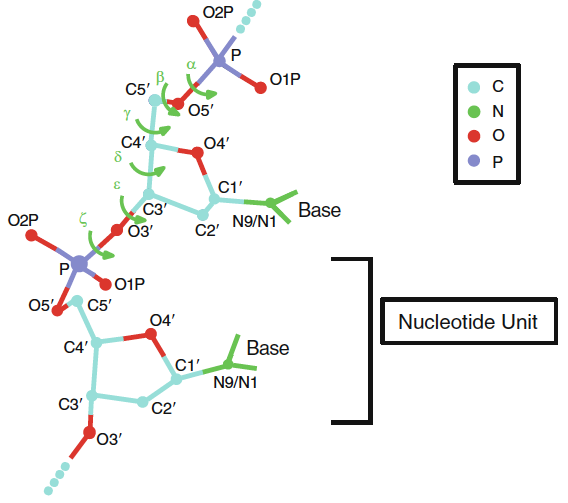 O2P
P
α
β
O1P
C5′
O5′
γ
C4′
O4′
δ
ε
C1′
C3′
C2′
N9/N1
Base
O2P
ζ
O3′
P
O1P
O5′
C5′
O4′
C4′
C1′
Base
N9/N1
C3′
C2′
O3′
C
N
O
P
Nucleotide Unit